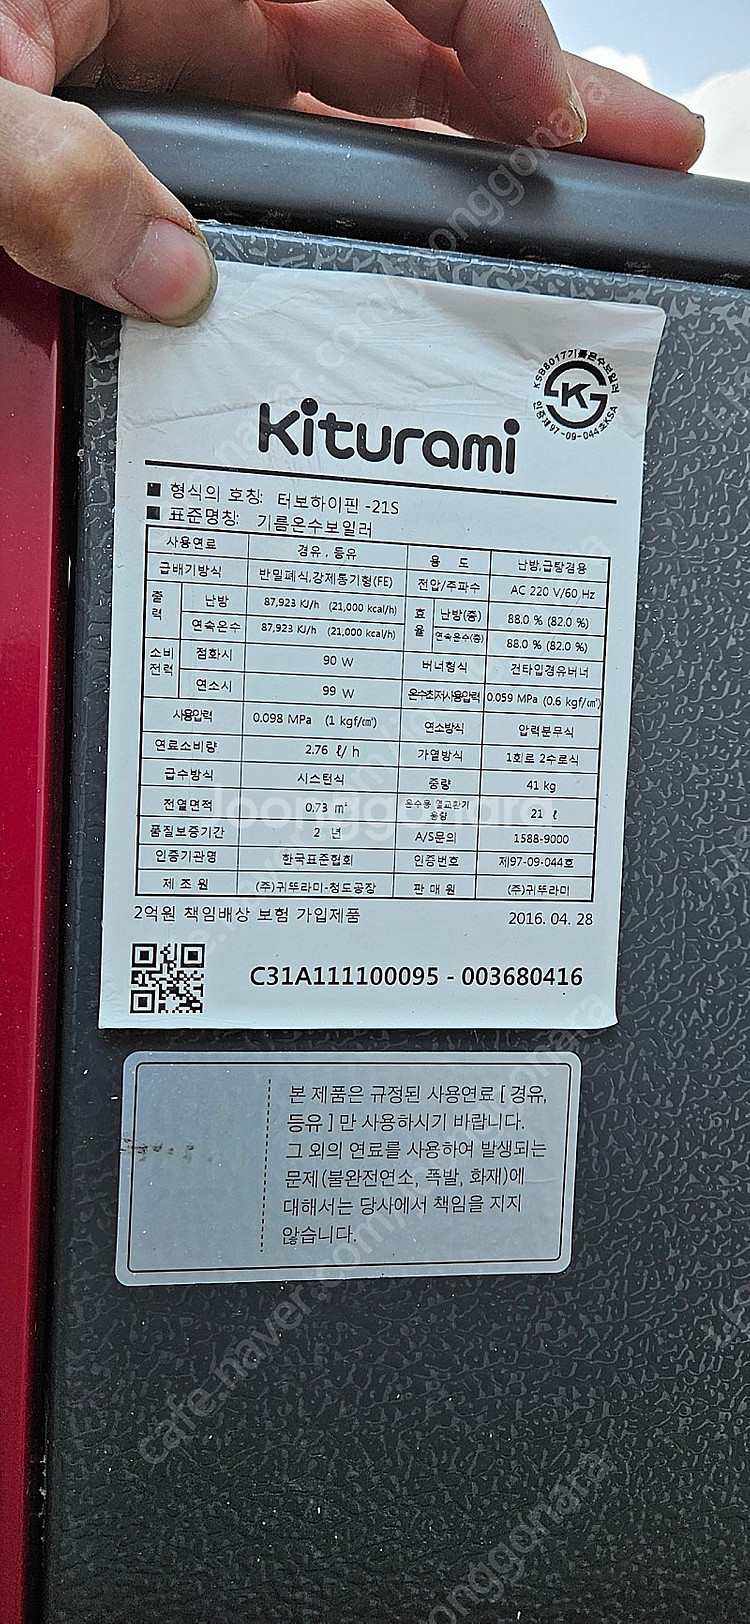 KSB8017기름온수보일러
K
인증제97-09-044호KSA
Kiturami
■ 형식의 호칭: 터보하이핀 -21S
■ 표준명칭: 기름온수보일러
사용연료 경유, 등유 용 도 난방,급탕겸용
급배기방식 반밀폐식,강제통기형(FE) 전압/주파수 AC 220 V/60 Hz
출력 난방 87,923 KJ/h (21,000 kcal/h) 효율 난방(중) 88.0 % (82.0 %)
연속온수 87,923 KJ/h (21,000 kcal/h) 연속온수(중) 88.0 % (82.0 %)
소비전력 점화시 90 W 버너형식 건타입경유버너
연소시 99 W 온수최저사용압력 0.059 MPa (0.6 kgf/㎠)
사용압력 0.098 MPa (1 kgf/㎠) 연소방식 압력분무식
연료소비량 2.76 ℓ/ h 가열방식 1회로 2수로식
급수방식 시스턴식 중량 41 kg
전열면적 0.73 ㎡ 온수용 열교환기 용량 21 ℓ
품질보증기간 2 년 A/S문의 1588-9000
인증기관명 한국표준협회 인증번호 제97-09-044호
제 조 원 (주)귀뚜라미-청도공장 판 매 원 (주)귀뚜라미
2억원 책임배상 보험 가입제품 2016. 04. 28
C31A111100095 - 003680416
본 제품은 규정된 사용연료 [ 경유,
등유 ] 만 사용하시기 바랍니다.
그 외의 연료를 사용하여 발생되는
문제(불완전연소, 폭발, 화재)에
대해서는 당사에서 책임을 지지
않습니다.
cafe.naver.com/joonggonara
joonggonara